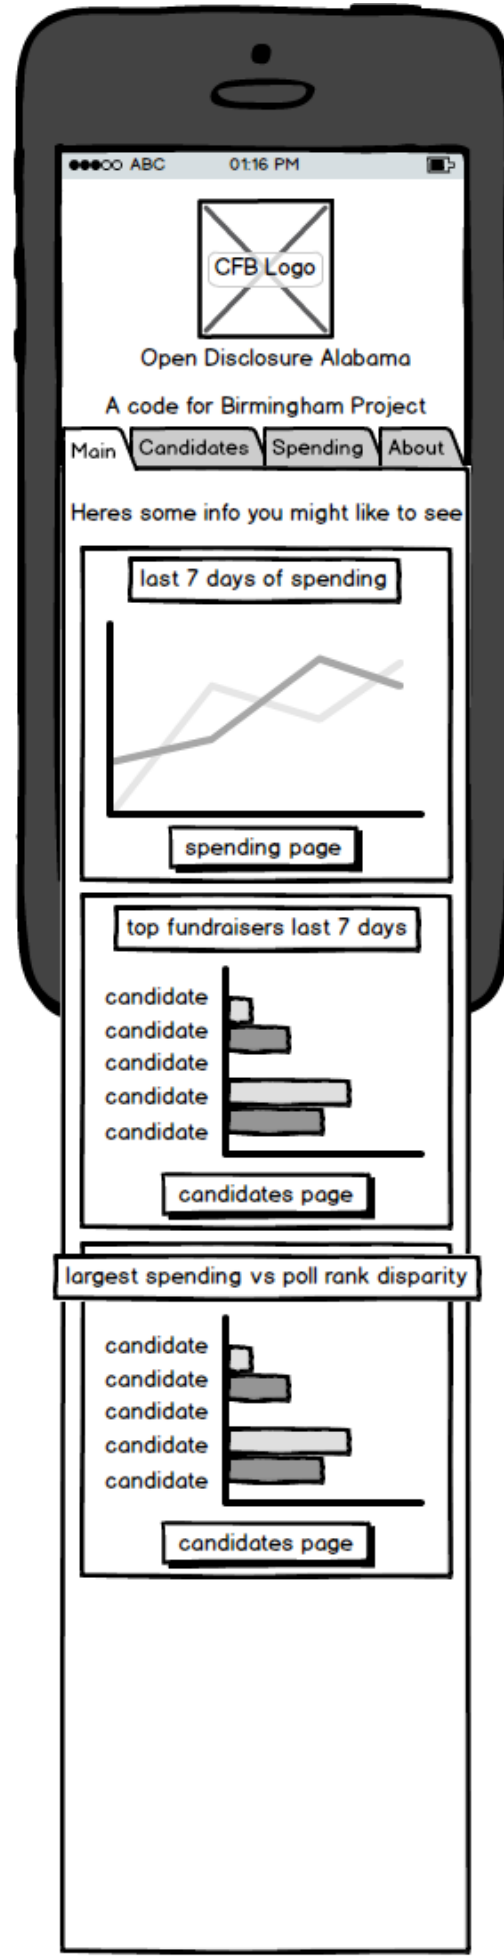 ABC 01:16 PM
CFB Logo
Open Disclosure Alabama
A code for Birmingham Project
Main Candidates Spending About
Heres some info you might like to see
last 7 days of spending
spending page
top fundraisers last 7 days
candidate
candidate
candidate
candidate
candidate
candidates page
largest spending vs poll rank disparity
candidate
candidate
candidate
candidate
candidate
candidates page